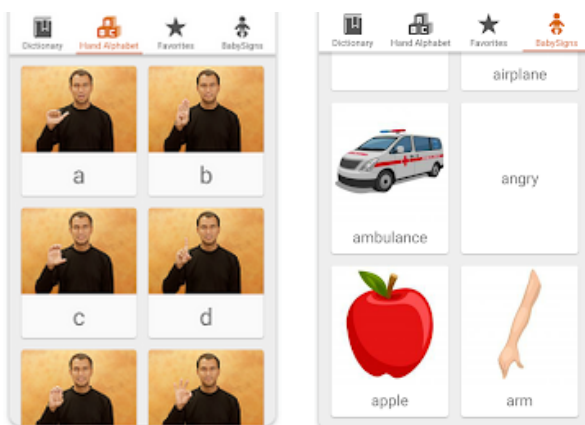 Dictionary Hand Alphabet Favorites BabySigns
a b
c d
Dictionary Hand Alphabet Favorites BabySigns
airplane
ambulance angry
apple arm